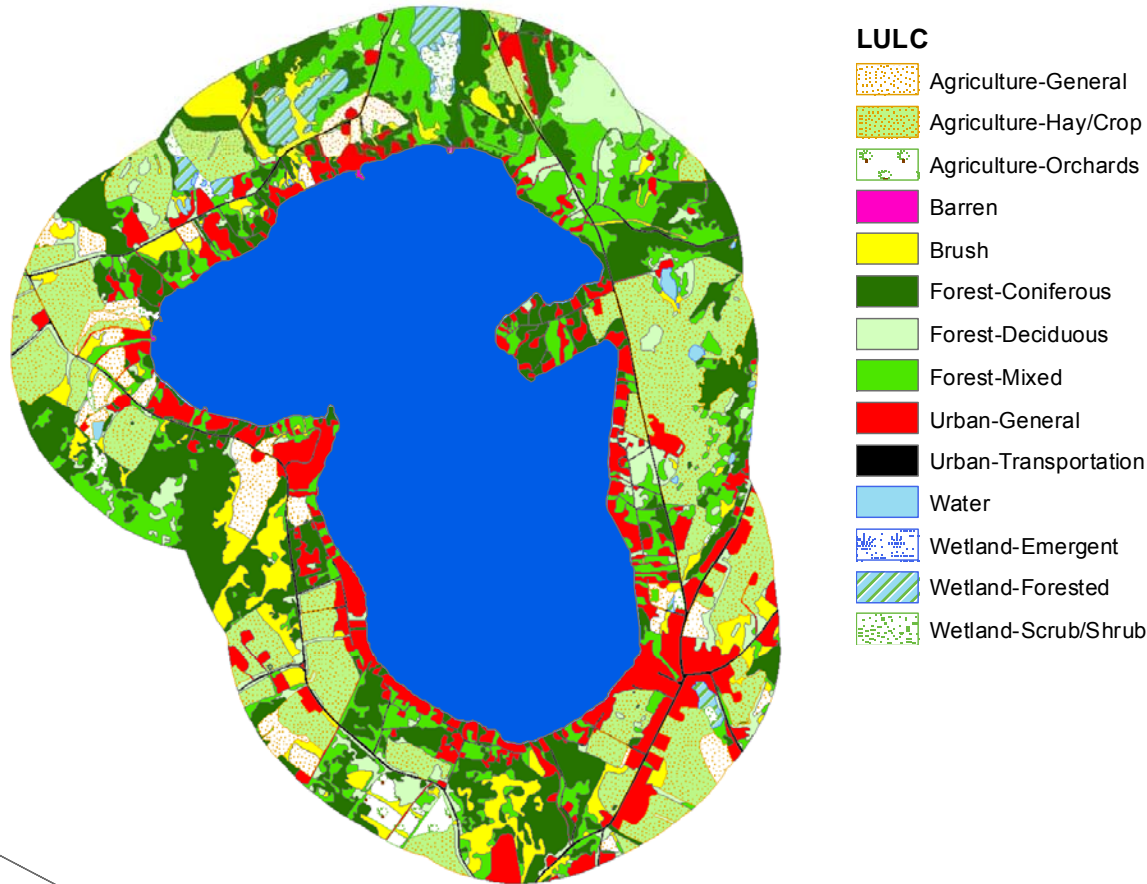 LULC
Agriculture-General
Agriculture-Hay/Crop
Agriculture-Orchards
Barren
Brush
Forest-Coniferous
Forest-Deciduous
Forest-Mixed
Urban-General
Urban-Transportation
Water
Wetland-Emergent
Wetland-Forested
Wetland-Scrub/Shrub